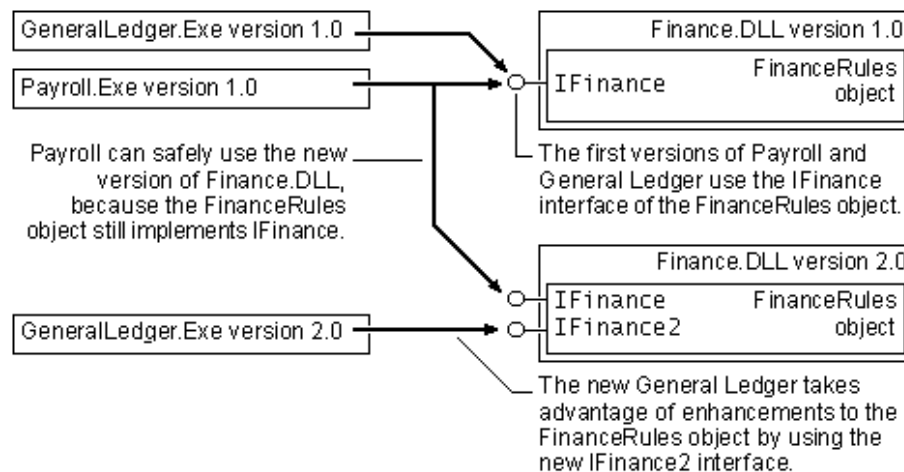 GeneralLedger.Exe version 1.0
Payroll.Exe version 1.0
Finance.DLL version 1.0
IFinance
FinanceRules
object
Payroll can safely use the new
version of Finance.DLL,
because the FinanceRules
object still implements IFinance.
The first versions of Payroll and
General Ledger use the IFinance
interface of the FinanceRules object.
Finance.DLL version 2.0
IFinance
IFinance2
FinanceRules
object
GeneralLedger.Exe version 2.0
The new General Ledger takes
advantage of enhancements to the
FinanceRules object by using the
new IFinance2 interface.